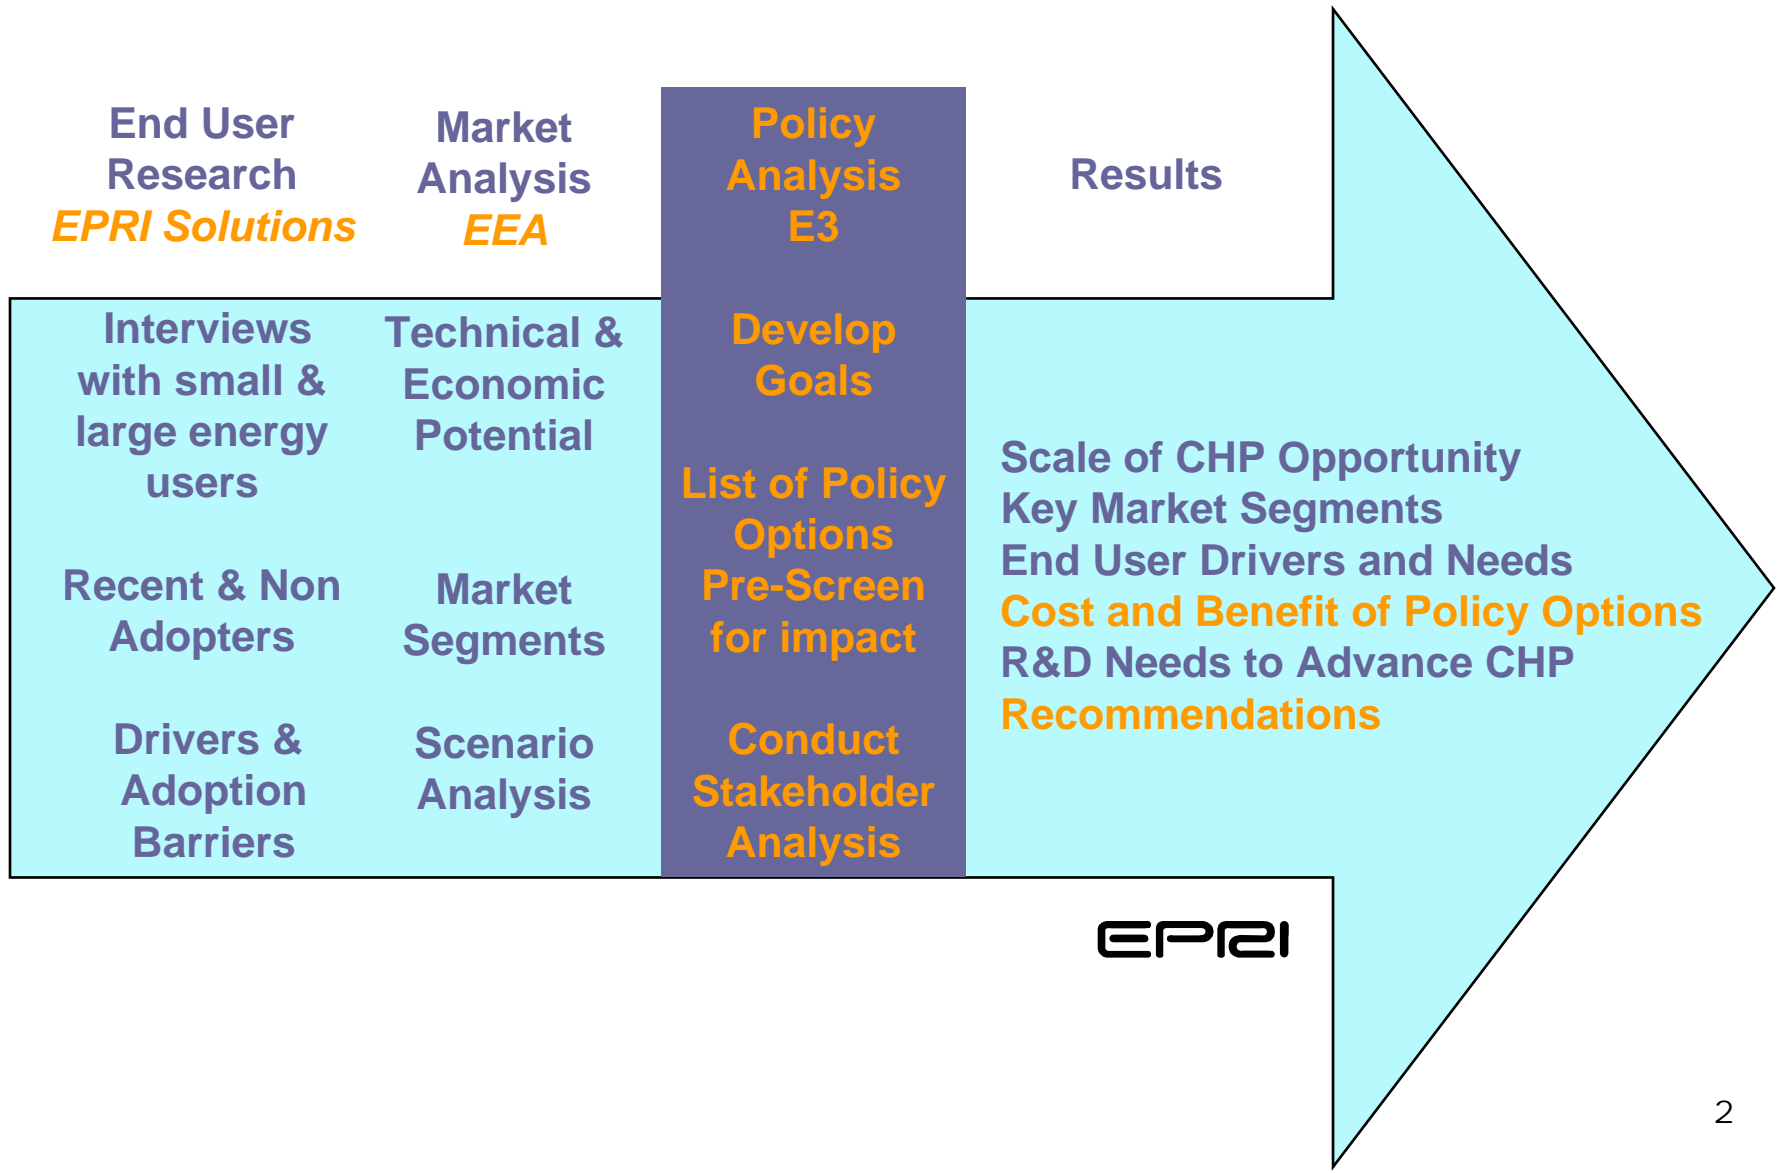 End User
Research
EPRI Solutions
Market
Analysis
EEA
Policy
Analysis
E3
Results
Interviews
with small &
large energy
users
Recent & Non
Adopters
Drivers &
Adoption
Barriers
Technical &
Economic
Potential
Market
Segments
Scenario
Analysis
Develop
Goals
List of Policy
Options
Pre-Screen
for impact
Conduct
Stakeholder
Analysis
Scale of CHP Opportunity
Key Market Segments
End User Drivers and Needs
Cost and Benefit of Policy Options
R&D Needs to Advance CHP
Recommendations
EPRI
2